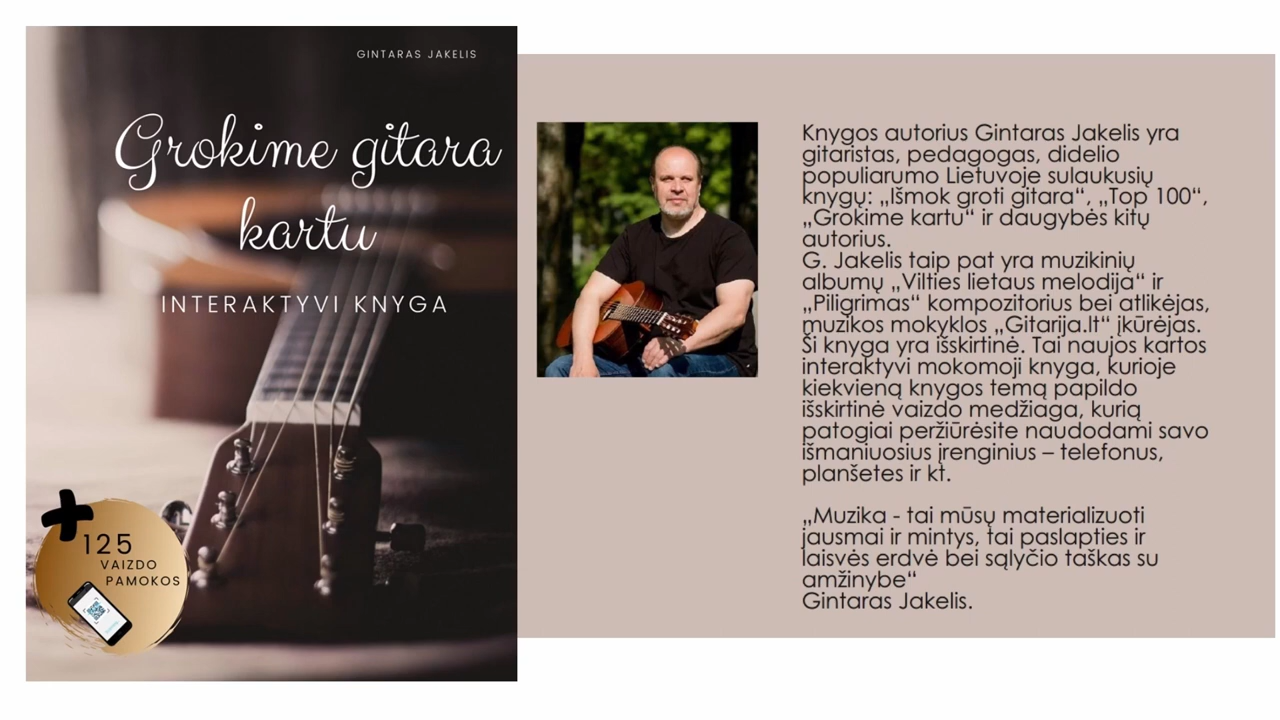 GINTARAS JAKELIS
Grokime gitara
kartu
INTERAKTYVI KNYGA
125
VAIZDO
PAMOKOS
Knygos autorius Gintaras Jakelis yra
gitaristas, pedagogas, didelio
populiarumo Lietuvoje sulaukusių
knygų: „Išmok groti gitara“, „Top 100“,
„Grokime kartu“ ir daugybės kitų
autorius.
G. Jakelis taip pat yra muzikinių
albumų „Vilties lietaus melodija“ ir
„Piligrimas“ kompozitorius bei atlikėjas,
muzikos mokyklos „Gitarija.lt“ įkūrėjas.
Ši knyga yra išskirtinė. Tai naujos kartos
interaktyvi mokomoji knyga, kurioje
kiekvieną knygos temą papildo
išskirtinė vaizdo medžiaga, kurią
patogiai peržiūrėsite naudodami savo
išmaniuosius įrenginius – telefonus,
planšetes ir kt.
„Muzika - tai mūsų materializuoti
jausmai ir mintys, tai paslapties ir
laisvės erdvė bei sąlyčio taškas su
amžinybe“
Gintaras Jakelis.